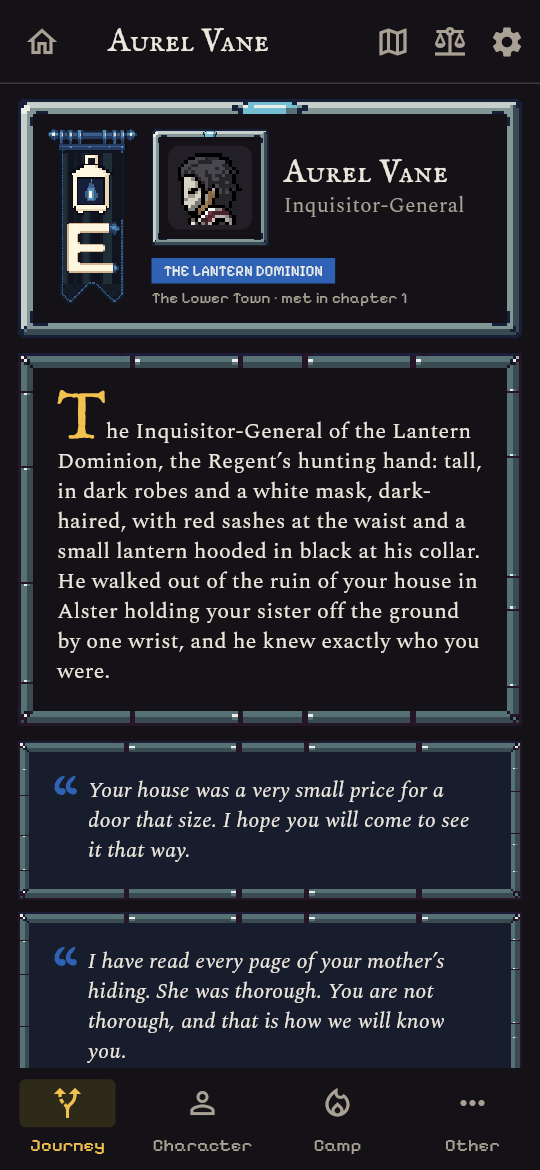 Aurel Vane
E
Aurel Vane
Inquisitor-General
THE LANTERN DOMINION
The Lower Town · met in chapter 1
The Inquisitor-General of the Lantern
Dominion, the Regent’s hunting hand: tall,
in dark robes and a white mask, dark-
haired, with red sashes at the waist and a
small lantern hooded in black at his collar.
He walked out of the ruin of your house in
Alster holding your sister off the ground
by one wrist, and he knew exactly who you
were.
“ Your house was a very small price for a
door that size. I hope you will come to see
it that way.
“ I have read every page of your mother’s
hiding. She was thorough. You are not
thorough, and that is how we will know
you.
Journey
Character
Camp
Other